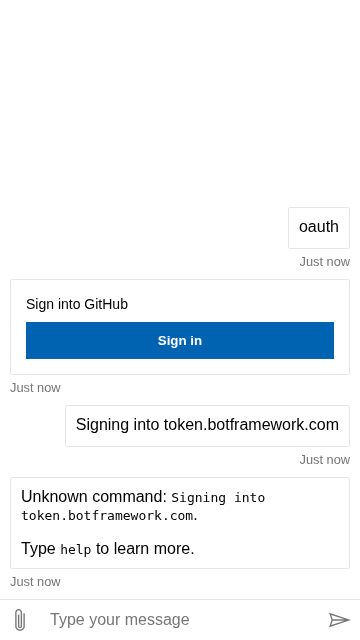 oauth
Just now
Sign into GitHub
Sign in
Just now
Signing into token.botframework.com
Just now
Unknown command: Signing into
token.botframework.com.
Type help to learn more.
Just now
Type your message